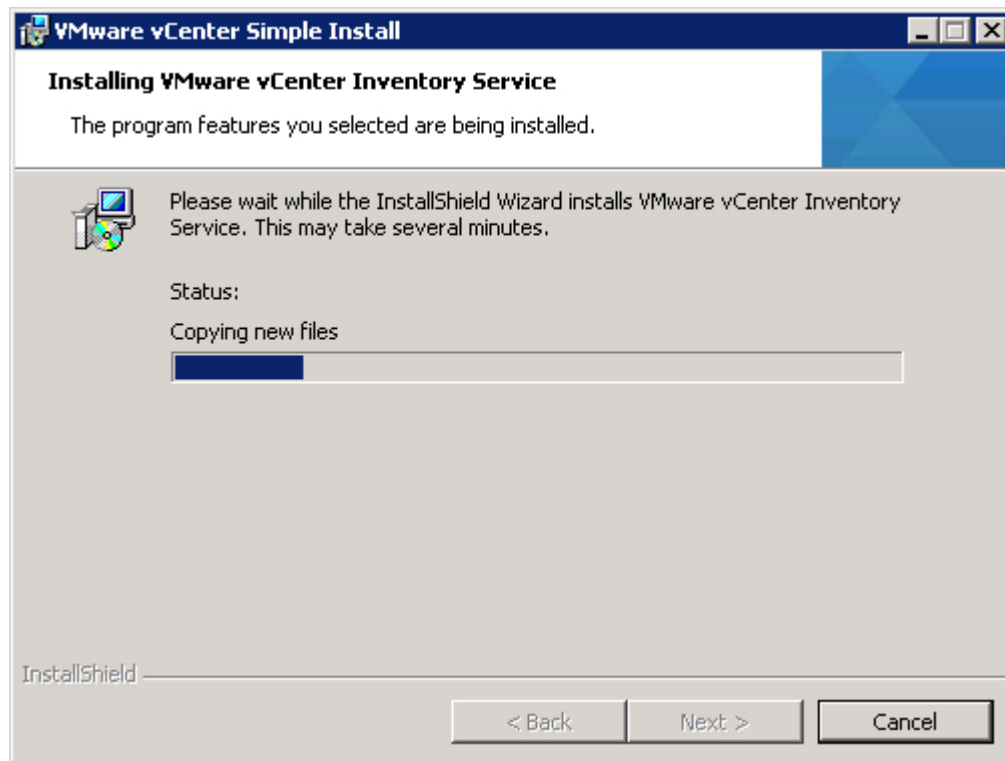 VMware vCenter Simple Install
Installing VMware vCenter Inventory Service
The program features you selected are being installed.
Please wait while the InstallShield Wizard installs VMware vCenter Inventory
Service. This may take several minutes.
Status:
Copying new files
InstallShield
< Back
Next >
Cancel